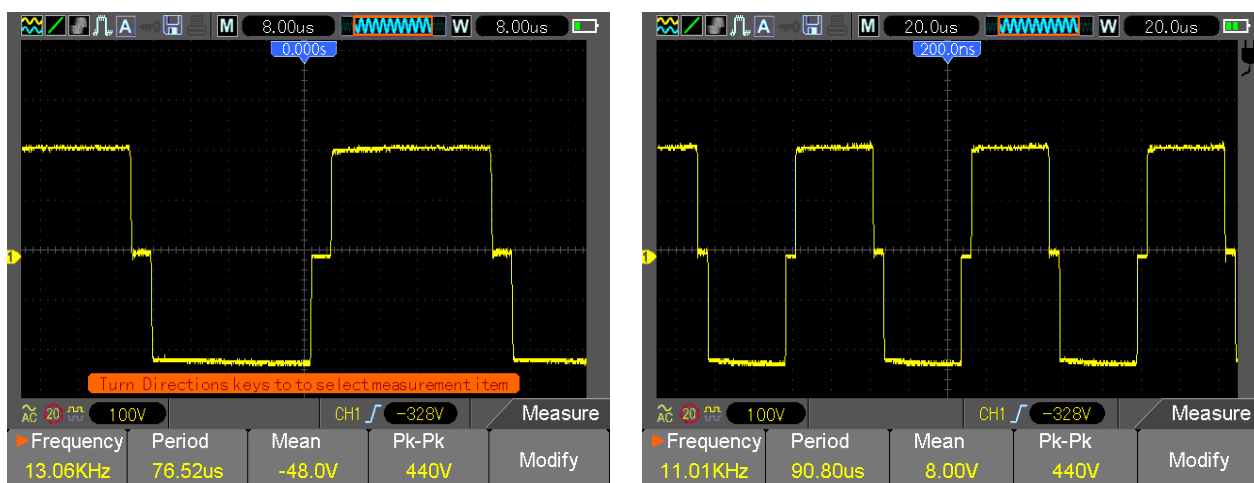 A M 8.00us W 8.00us
0.000s
1
Turn Directions keys to to select measurement item
AC 20 100V CH1 -328V Measure
Frequency Period Mean Pk-Pk Modify
13.06KHz 76.52us -48.0V 440V
A M 20.0us W 20.0us
200.0ns
1
AC 20 100V CH1 -328V Measure
Frequency Period Mean Pk-Pk Modify
11.01KHz 90.80us 8.00V 440V